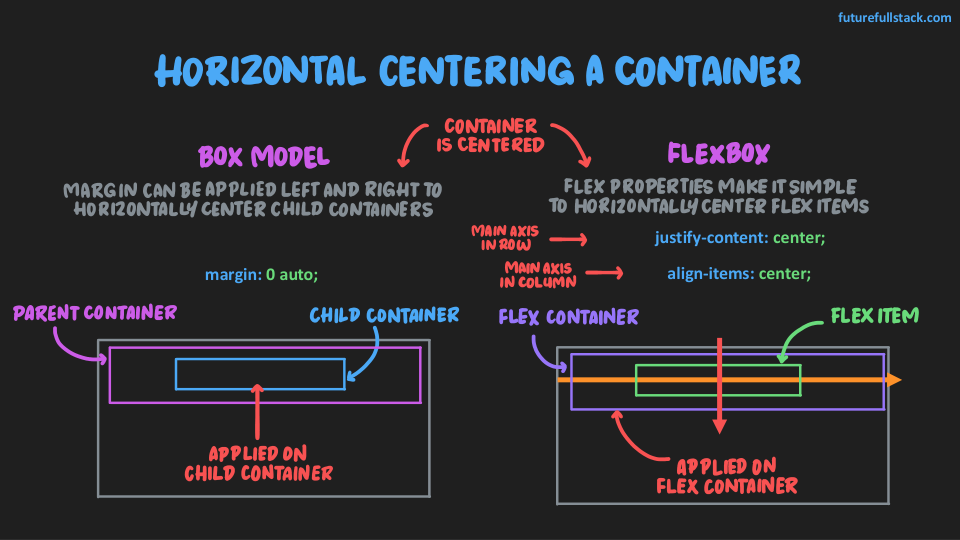 futurefullstack.com
HORIZONTAL CENTERING A CONTAINER
CONTAINER
IS CENTERED
BOX MODEL
MARGIN CAN BE APPLIED LEFT AND RIGHT TO
HORIZONTALLY CENTER CHILD CONTAINERS
margin: 0 auto;
PARENT CONTAINER
CHILD CONTAINER
APPLIED ON
CHILD CONTAINER
FLEXBOX
FLEX PROPERTIES MAKE IT SIMPLE
TO HORIZONTALLY CENTER FLEX ITEMS
MAIN AXIS
IN ROW
justify-content: center;
MAIN AXIS
IN COLUMN
align-items: center;
FLEX CONTAINER
FLEX ITEM
APPLIED ON
FLEX CONTAINER